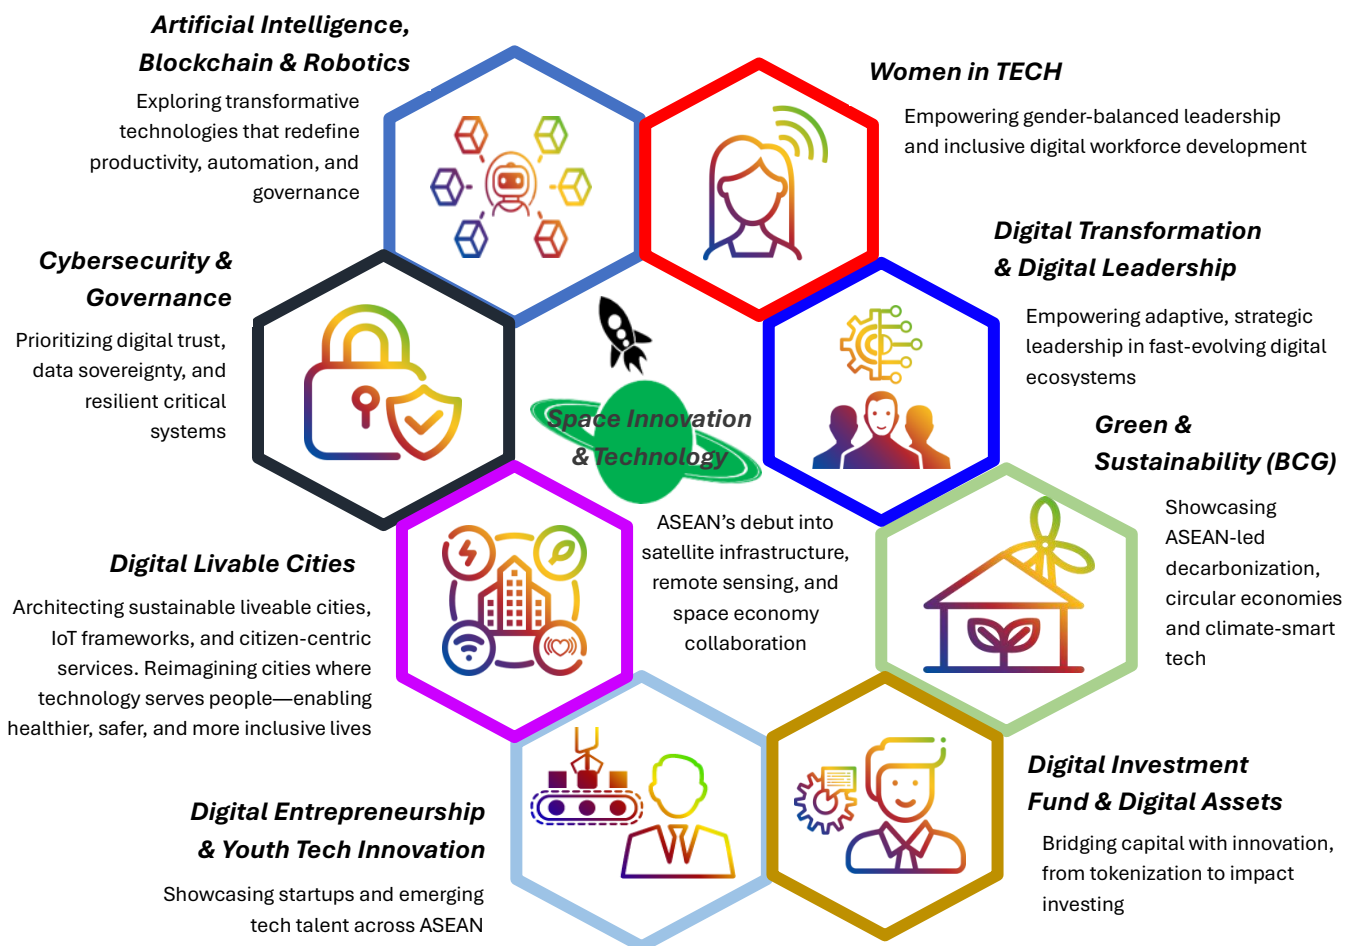 Artificial Intelligence,
Blockchain & Robotics
Exploring transformative
technologies that redefine
productivity, automation, and
governance
Women in TECH
Empowering gender-balanced leadership
and inclusive digital workforce development
Cybersecurity &
Governance
Prioritizing digital trust,
data sovereignty, and
resilient critical
systems
Digital Transformation
& Digital Leadership
Empowering adaptive, strategic
leadership in fast-evolving digital
ecosystems
Space Innovation
& Technology
ASEAN’s debut into
satellite infrastructure,
remote sensing, and
space economy
collaboration
Green &
Sustainability (BCG)
Showcasing
ASEAN-led
decarbonization,
circular economies
and climate-smart
tech
Digital Livable Cities
Architecting sustainable liveable cities,
IoT frameworks, and citizen-centric
services. Reimagining cities where
technology serves people—enabling
healthier, safer, and more inclusive lives
Digital Entrepreneurship
& Youth Tech Innovation
Showcasing startups and emerging
tech talent across ASEAN
Digital Investment
Fund & Digital Assets
Bridging capital with innovation,
from tokenization to impact
investing